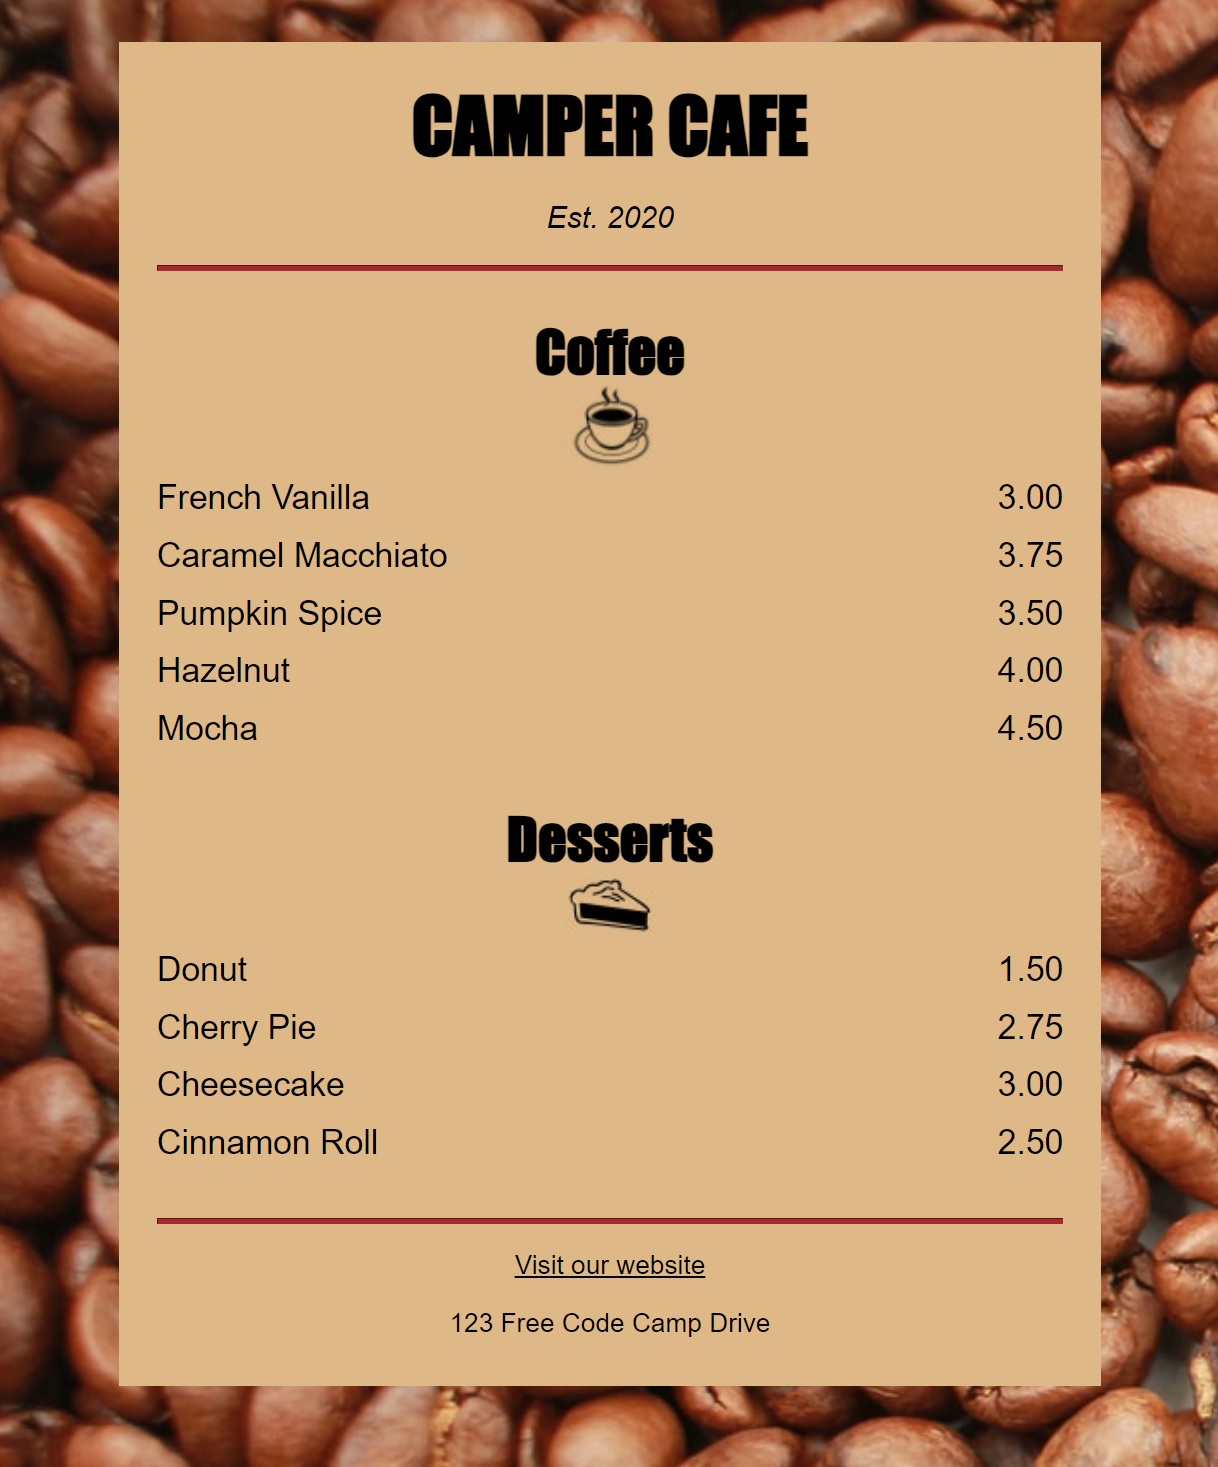 CAMPER CAFE
Est. 2020
Coffee
French Vanilla 3.00
Caramel Macchiato 3.75
Pumpkin Spice 3.50
Hazelnut 4.00
Mocha 4.50
Desserts
Donut 1.50
Cherry Pie 2.75
Cheesecake 3.00
Cinnamon Roll 2.50
Visit our website
123 Free Code Camp Drive